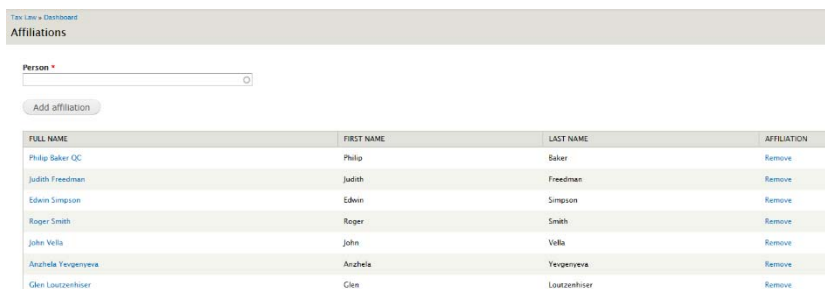 Tax Law » Dashboard
Affiliations
Person *
Add affiliation
FULL NAME FIRST NAME LAST NAME AFFILIATION
Philip Baker QC Philip Baker Remove
Judith Freedman Judith Freedman Remove
Edwin Simpson Edwin Simpson Remove
Roger Smith Roger Smith Remove
John Vella John Vella Remove
Anzhela Yevgenyeva Anzhela Yevgenyeva Remove
Glen Loutzenhiser Glen Loutzenhiser Remove